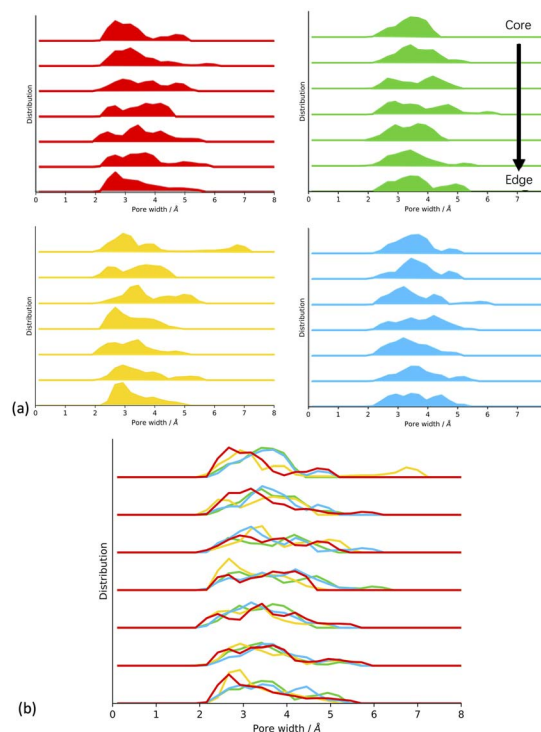 Distribution
0 1 2 3 4 5 6 7 8
Pore width / Å
Distribution
Core
Edge
0 1 2 3 4 5 6 7
Pore width / Å
Distribution
0 1 2 3 4 5 6 7 8
Pore width / Å
(a)
Distribution
0 1 2 3 4 5 6 7
Pore width / Å
Distribution
0 1 2 3 4 5 6 7 8
Pore width / Å
(b)